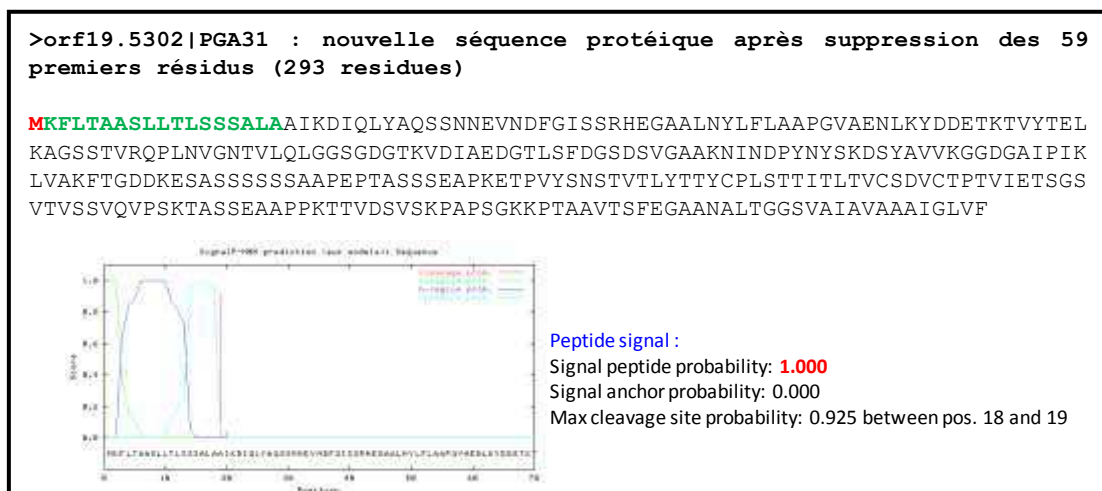 >orf19.5302|PGA31 : nouvelle séquence protéique après suppression des 59
premiers résidus (293 residues)
MKFLTAASLLTLSSSALAAIKDIQLYAQSSNNEVNDFGISSRHEGAALNYLFLAAPGVAENLKYDDETKTVYTEL
KAGSSTVRQPLNVGNTVLQLGGSGDGTKVDIAEDGTLSFDGSDSVGAAKNINDPYNYSKDSYAVVKGGDGAIPIK
LVAKFTGDDKESASSSSSSAAPEPTASSSEAPKETPVYSNSTVTLYTTYCPLSTTITLTVCSDVCTPTVIETSGS
VTVSSVQVPSKTASSEAAPPKTTVDSVSKPAPSGKKPTAAVTSFEGAANALTGGSVAIAVAAAIGLVF
Score
Peptide signal :
Signal peptide probability: 1.000
Signal anchor probability: 0.000
Max cleavage site probability: 0.925 between pos. 18 and 19